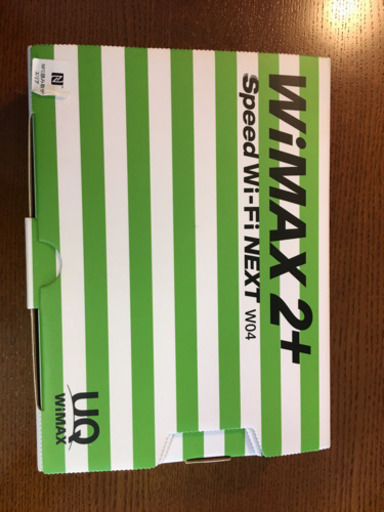 WiMAX 2+
Speed Wi-Fi NEXT W04
UQ
WiMAX
N